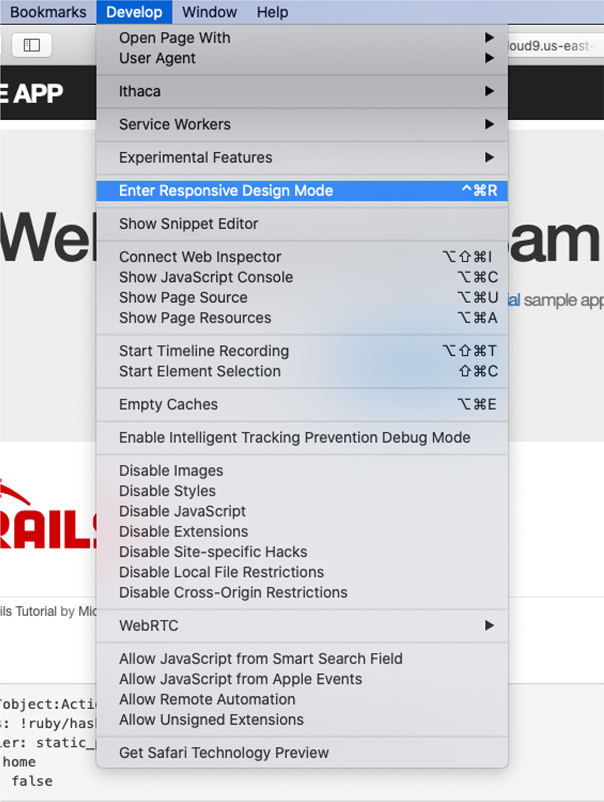 Bookmarks Develop Window Help
Open Page With ▶
User Agent ▶
loud9.us-east-
E APP
Ithaca ▶
Service Workers ▶
Experimental Features ▶
Enter Responsive Design Mode ^⌘R
Show Snippet Editor
Wel am
Connect Web Inspector ⌥⇧⌘I
Show JavaScript Console ⌥⌘C
Show Page Source ⌥⌘U
ial sample app
Show Page Resources ⌥⌘A
Start Timeline Recording ⌥⇧⌘T
Start Element Selection ⇧⌘C
Empty Caches ⌥⌘E
Enable Intelligent Tracking Prevention Debug Mode
Disable Images
Disable Styles
Disable JavaScript
RAILS
Disable Extensions
Disable Site-specific Hacks
Disable Local File Restrictions
Disable Cross-Origin Restrictions
ils Tutorial by Mic
WebRTC ▶
Allow JavaScript from Smart Search Field
Allow JavaScript from Apple Events
Allow Remote Automation
Allow Unsigned Extensions
object:Acti
s: !ruby/has
ler: static_
home
false
Get Safari Technology Preview